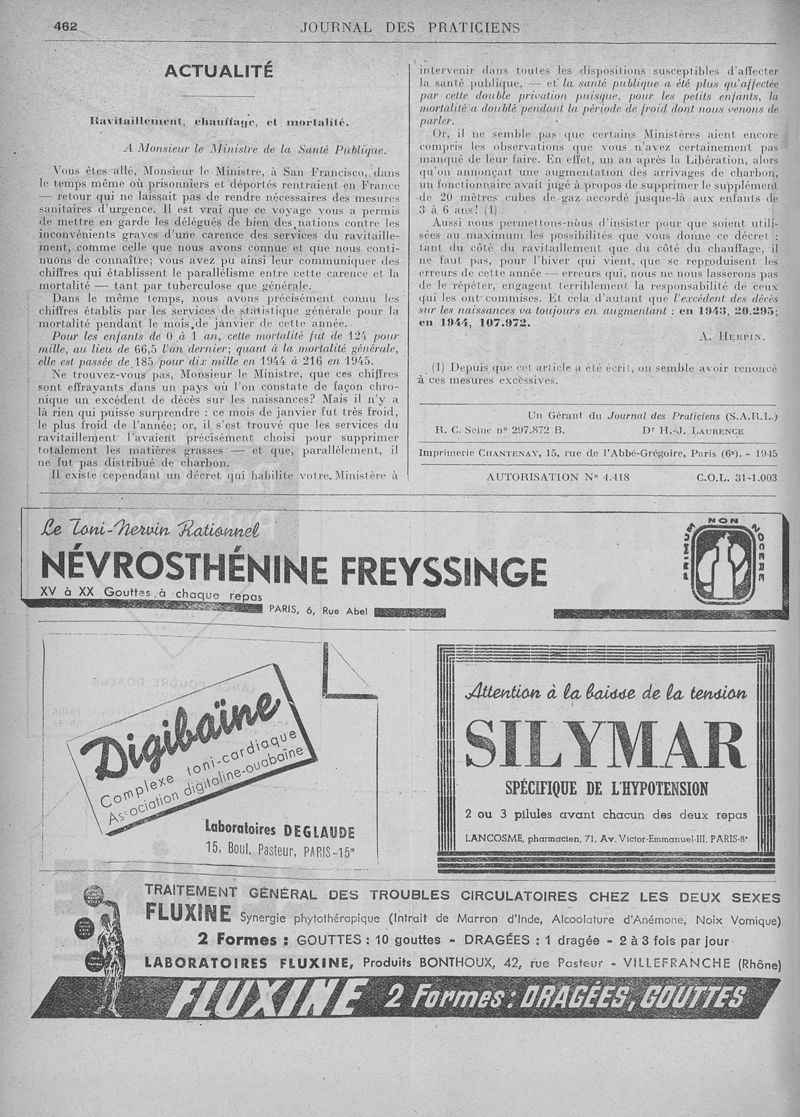 462
JOURNAL DES PRATICIENS
ACTUALITÉ
Ravitaillement, chauffage, et mortalité.
A Monsieur le Ministre de la Santé Publique.
Vous êtes allé, Monsieur le Ministre, à San Francisco, dans
le temps même où prisonniers et déportés rentraient en France
— retour qui ne laissait pas de rendre nécessaires des mesures
sanitaires d'urgence. Il est vrai que ce voyage vous a permis
de mettre en garde les délégués de bien des nations contre les
inconvénients graves d'une carence des services du ravitaille-
ment, comme celle que nous avons connue et que nous conti-
nuons de connaître; vous avez pu ainsi leur communiquer des
chiffres qui établissent le parallélisme entre cette carence et la
mortalité — tant par tuberculose que générale.
Dans le même temps, nous avons précisément connu les
chiffres établis par les services de statistique générale pour la
mortalité pendant le mois de janvier de cette année.
Pour les enfants de 0 à 1 an, cette mortalité fut de 124 pour
mille, au lieu de 66,5 l'an dernier; quant à la mortalité générale,
elle est passée de 185 pour dix mille en 1944 à 216 en 1945.
Ne trouvez-vous pas, Monsieur le Ministre, que ces chiffres
sont effrayants dans un pays où l'on constate de façon chro-
nique un excédent de décès sur les naissances? Mais il n'y a
là rien qui puisse surprendre : ce mois de janvier fut très froid,
le plus froid de l'année; or, il s'est trouvé que les services du
ravitaillement l'avaient précisément choisi pour supprimer
totalement les matières grasses — et que, parallèlement, il
ne fut pas distribué de charbon.
Il existe cependant un décret qui habilite votre Ministère à
intervenir dans toutes les dispositions susceptibles d'affecter
la santé publique, — et la santé publique a été plus qu'affectée
par cette double privation puisque, pour les petits enfants, la
mortalité a doublé pendant la période de froid dont nous venons de
parler.
Or, il ne semble pas que certains Ministères aient encore
compris les observations que vous n'avez certainement pas
manqué de leur faire. En effet, un an après la Libération, alors
qu'on annonçait une augmentation des arrivages de charbon,
un fonctionnaire avait jugé à propos de supprimer le supplément
de 20 mètres cubes de gaz accordé jusque-là aux enfants de
3 à 6 ans! (1)
Aussi nous permettons-nous d'insister pour que soient utili-
sées au maximum les possibilités que vous donne ce décret :
tant du côté du ravitaillement que du côté du chauffage, il
ne faut pas, pour l'hiver qui vient, que se reproduisent les
erreurs de cette année — erreurs qui, nous ne nous lasserons pas
de le répéter, engagent terriblement la responsabilité de ceux
qui les ont commises. Et cela d'autant que l'excédent des décès
sur les naissances va toujours en augmentant : en 1943, 20.295;
en 1944, 107.972.
A. HERPIN.
(1) Depuis que cet article a été écrit, on semble avoir renoncé
à ces mesures excessives.
Un Gérant du Journal des Praticiens (S.A.R.L.)
R. C. Seine nº 297.872 B. Dr H.-J. LAURENCE
Imprimerie CHANTENAY, 15, rue de l'Abbé-Grégoire, Paris (6e). - 1945
AUTORISATION Nº 4.418 C.O.L. 31-1.003
Le Toni-Nervin Rationnel
NÉVROSTHÉNINE FREYSSINGE
XV à XX Gouttes à chaque repas
PARIS, 6, Rue Abel
PRIMUM NON NOCERE
Digibaïne
Complexe toni-cardiaque
Association digitaline-ouabaïne
Laboratoires DEGLAUDE
15, Boul. Pasteur, PARIS-15e
Attention à la baisse de la tension
SILYMAR
SPÉCIFIQUE DE L'HYPOTENSION
2 ou 3 pilules avant chacun des deux repas
LANCOSME, pharmacien, 71, Av. Victor-Emmanuel-III, PARIS-8e
TRAITEMENT GÉNÉRAL DES TROUBLES CIRCULATOIRES CHEZ LES DEUX SEXES
FLUXINE Synergie phytothérapique (Intrait de Marron d'Inde, Alcoolature d'Anémone, Noix Vomique)
2 Formes : GOUTTES : 10 gouttes - DRAGÉES : 1 dragée - 2 à 3 fois par jour
LABORATOIRES FLUXINE, Produits BONTHOUX, 42, rue Pasteur - VILLEFRANCHE (Rhône)
FLUXINE 2 Formes : DRAGÉES, GOUTTES